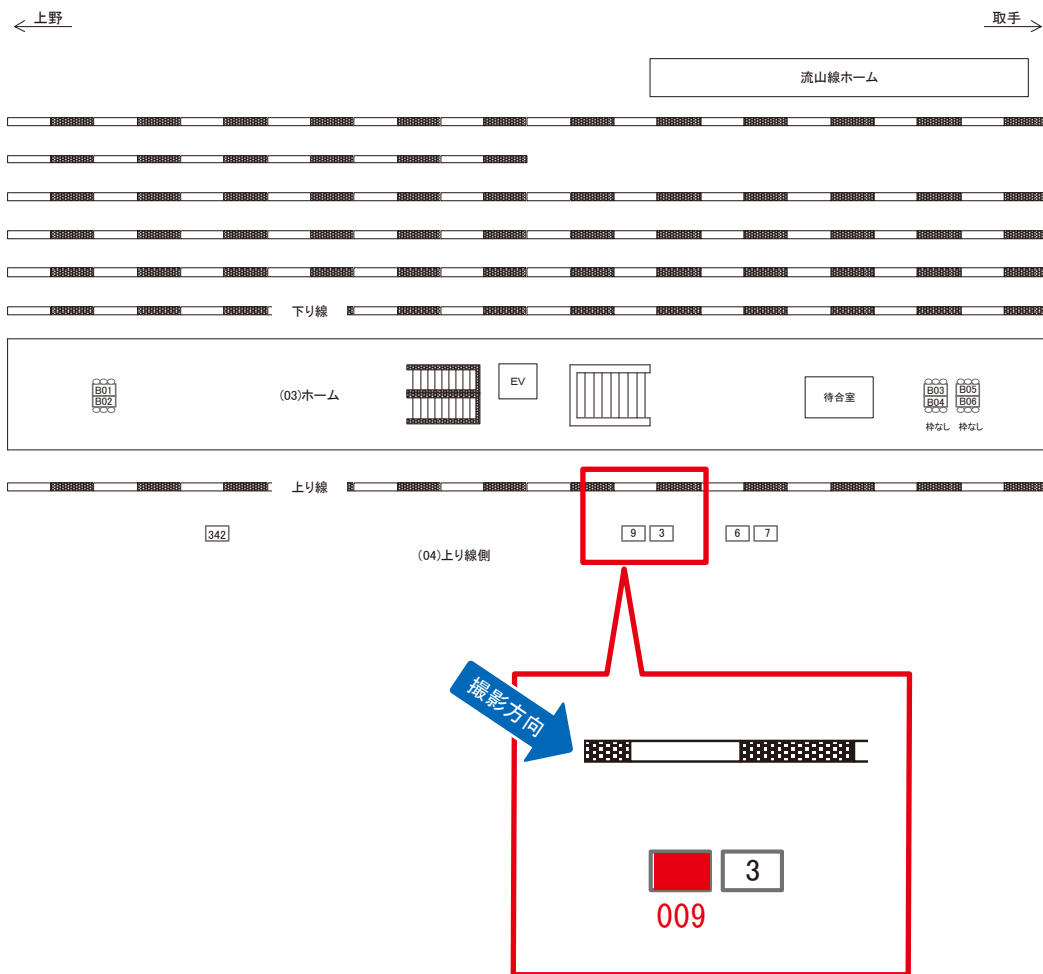 上野
取手
流山線ホーム
下り線
B01
B02
(03)ホーム
EV
待合室
B03
B04
枠なし
B05
B06
枠なし
上り線
342
9
3
6
7
(04)上り線側
撮影方向
3
009